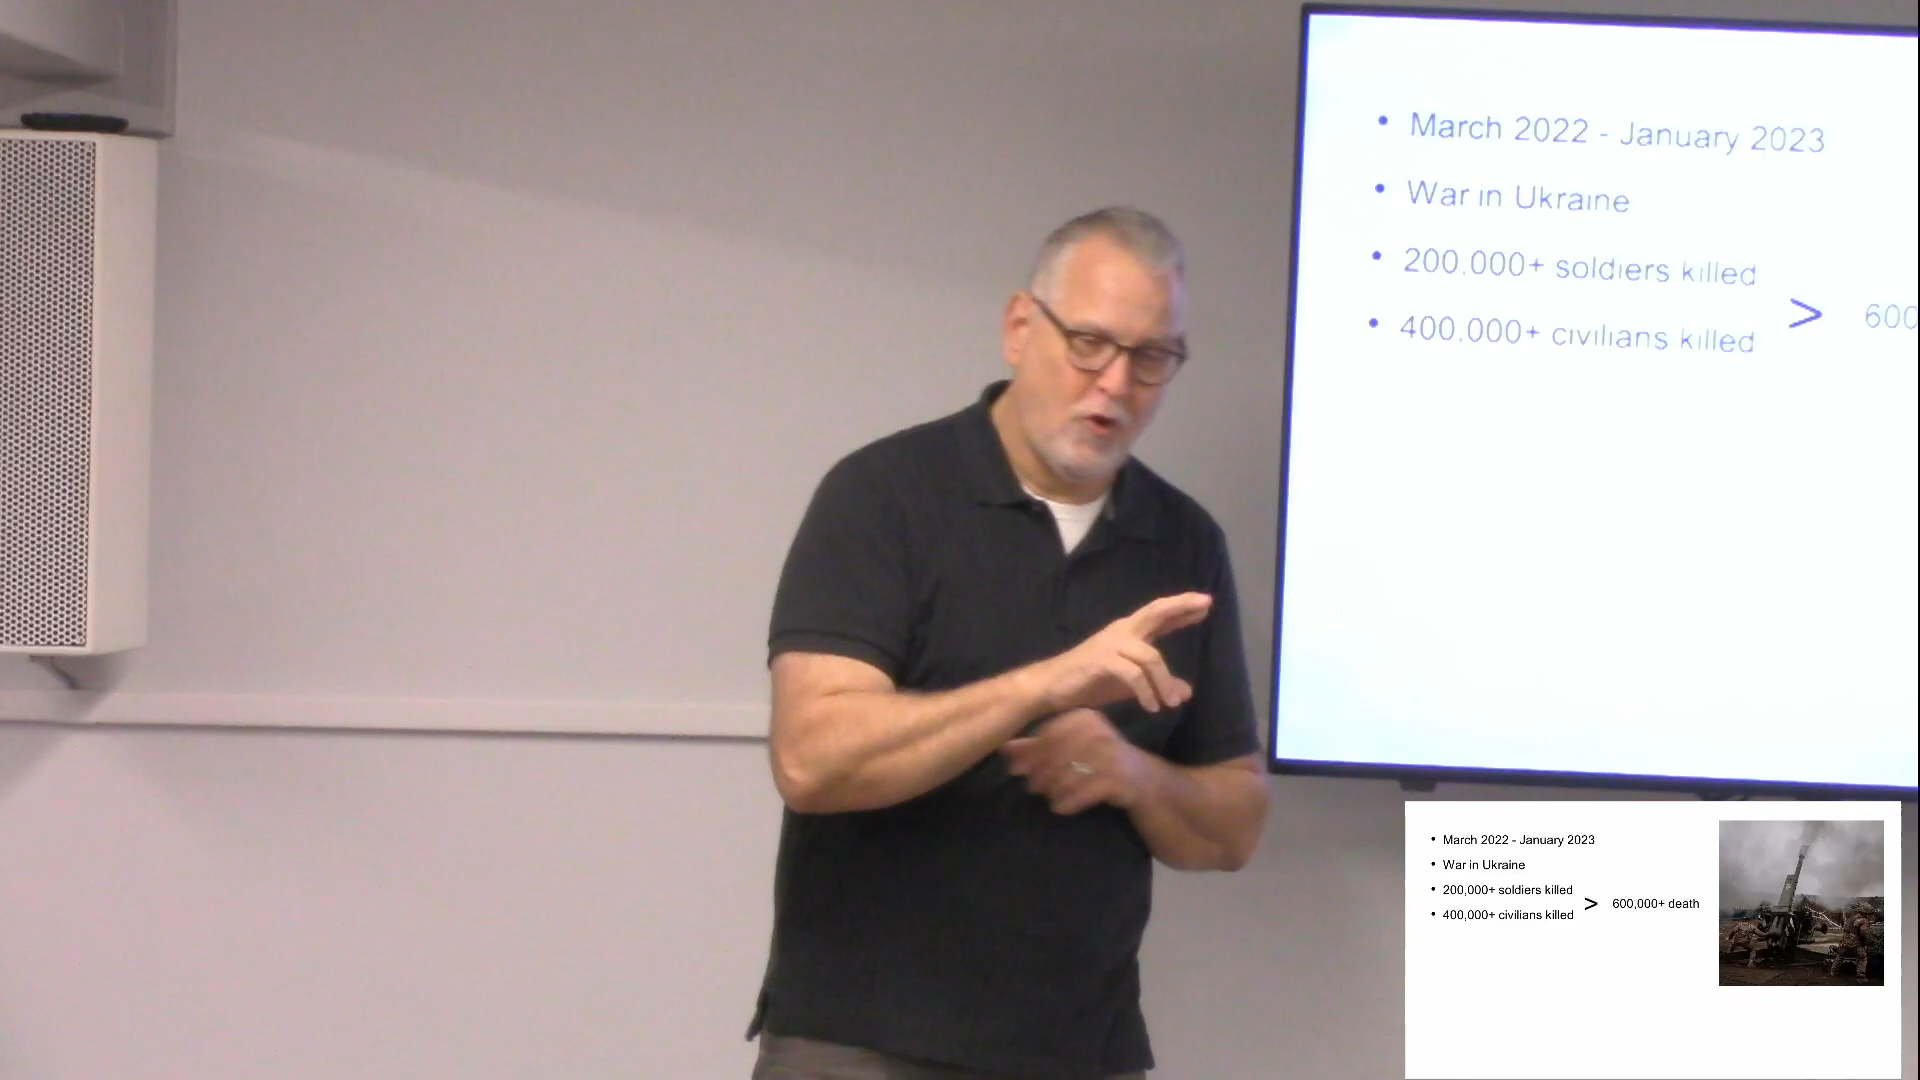 • March 2022 - January 2023
• War in Ukraine
• 200,000+ soldiers killed
• 400,000+ civilians killed
> 600
• March 2022 - January 2023
• War in Ukraine
• 200,000+ soldiers killed
• 400,000+ civilians killed
> 600,000+ death